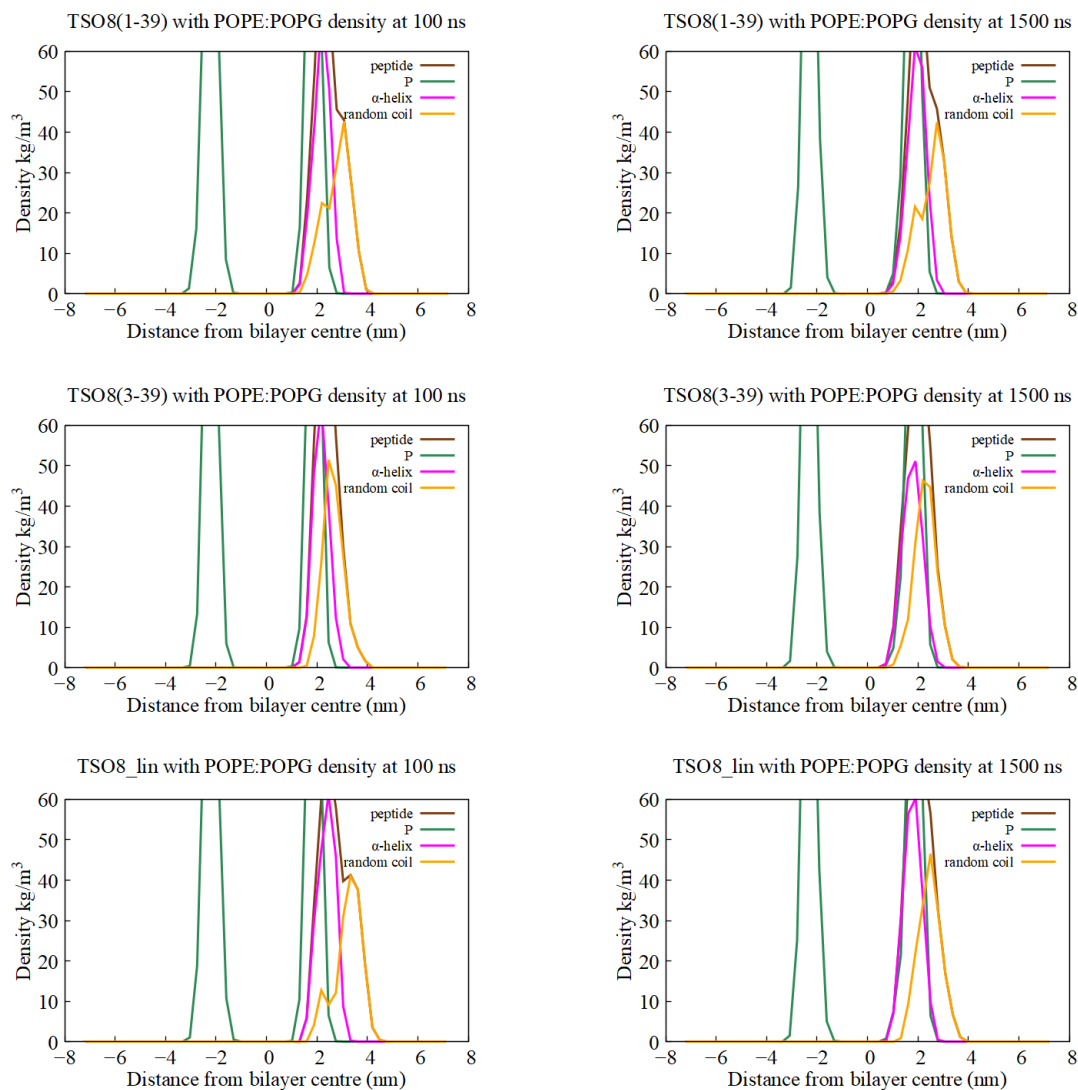 TSO8(1-39) with POPE:POPG density at 100 ns
60
50
40
30
20
10
0
Density kg/m³
peptide
P
α-helix
random coil
−8 −6 −4 −2 0 2 4 6 8
Distance from bilayer centre (nm)
TSO8(1-39) with POPE:POPG density at 1500 ns
60
50
40
30
20
10
0
Density kg/m³
peptide
P
α-helix
random coil
−8 −6 −4 −2 0 2 4 6 8
Distance from bilayer centre (nm)
TSO8(3-39) with POPE:POPG density at 100 ns
60
50
40
30
20
10
0
Density kg/m³
peptide
P
α-helix
random coil
−8 −6 −4 −2 0 2 4 6 8
Distance from bilayer centre (nm)
TSO8(3-39) with POPE:POPG density at 1500 ns
60
50
40
30
20
10
0
Density kg/m³
peptide
P
α-helix
random coil
−8 −6 −4 −2 0 2 4 6 8
Distance from bilayer centre (nm)
TSO8_lin with POPE:POPG density at 100 ns
60
50
40
30
20
10
0
Density kg/m³
peptide
P
α-helix
random coil
−8 −6 −4 −2 0 2 4 6 8
Distance from bilayer centre (nm)
TSO8_lin with POPE:POPG density at 1500 ns
60
50
40
30
20
10
0
Density kg/m³
peptide
P
α-helix
random coil
−8 −6 −4 −2 0 2 4 6 8
Distance from bilayer centre (nm)